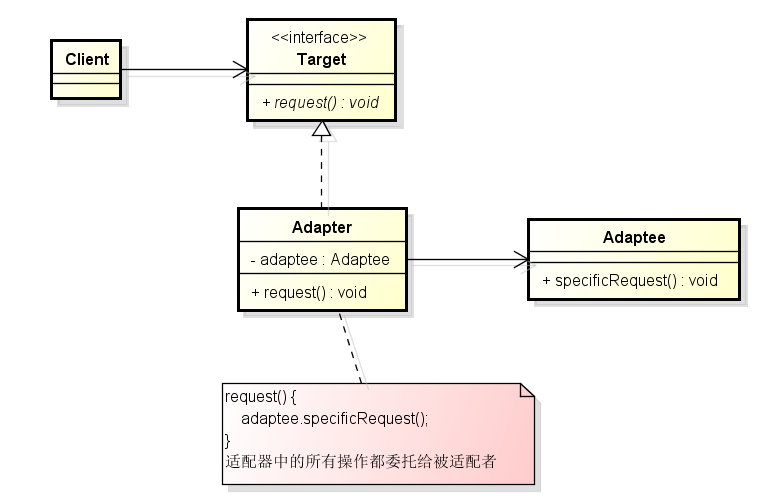 Client
<<interface>>
Target
+ request() : void
Adapter
- adaptee : Adaptee
+ request() : void
Adaptee
+ specificRequest() : void
request() {
adaptee.specificRequest();
}
适配器中的所有操作都委托给被适配者